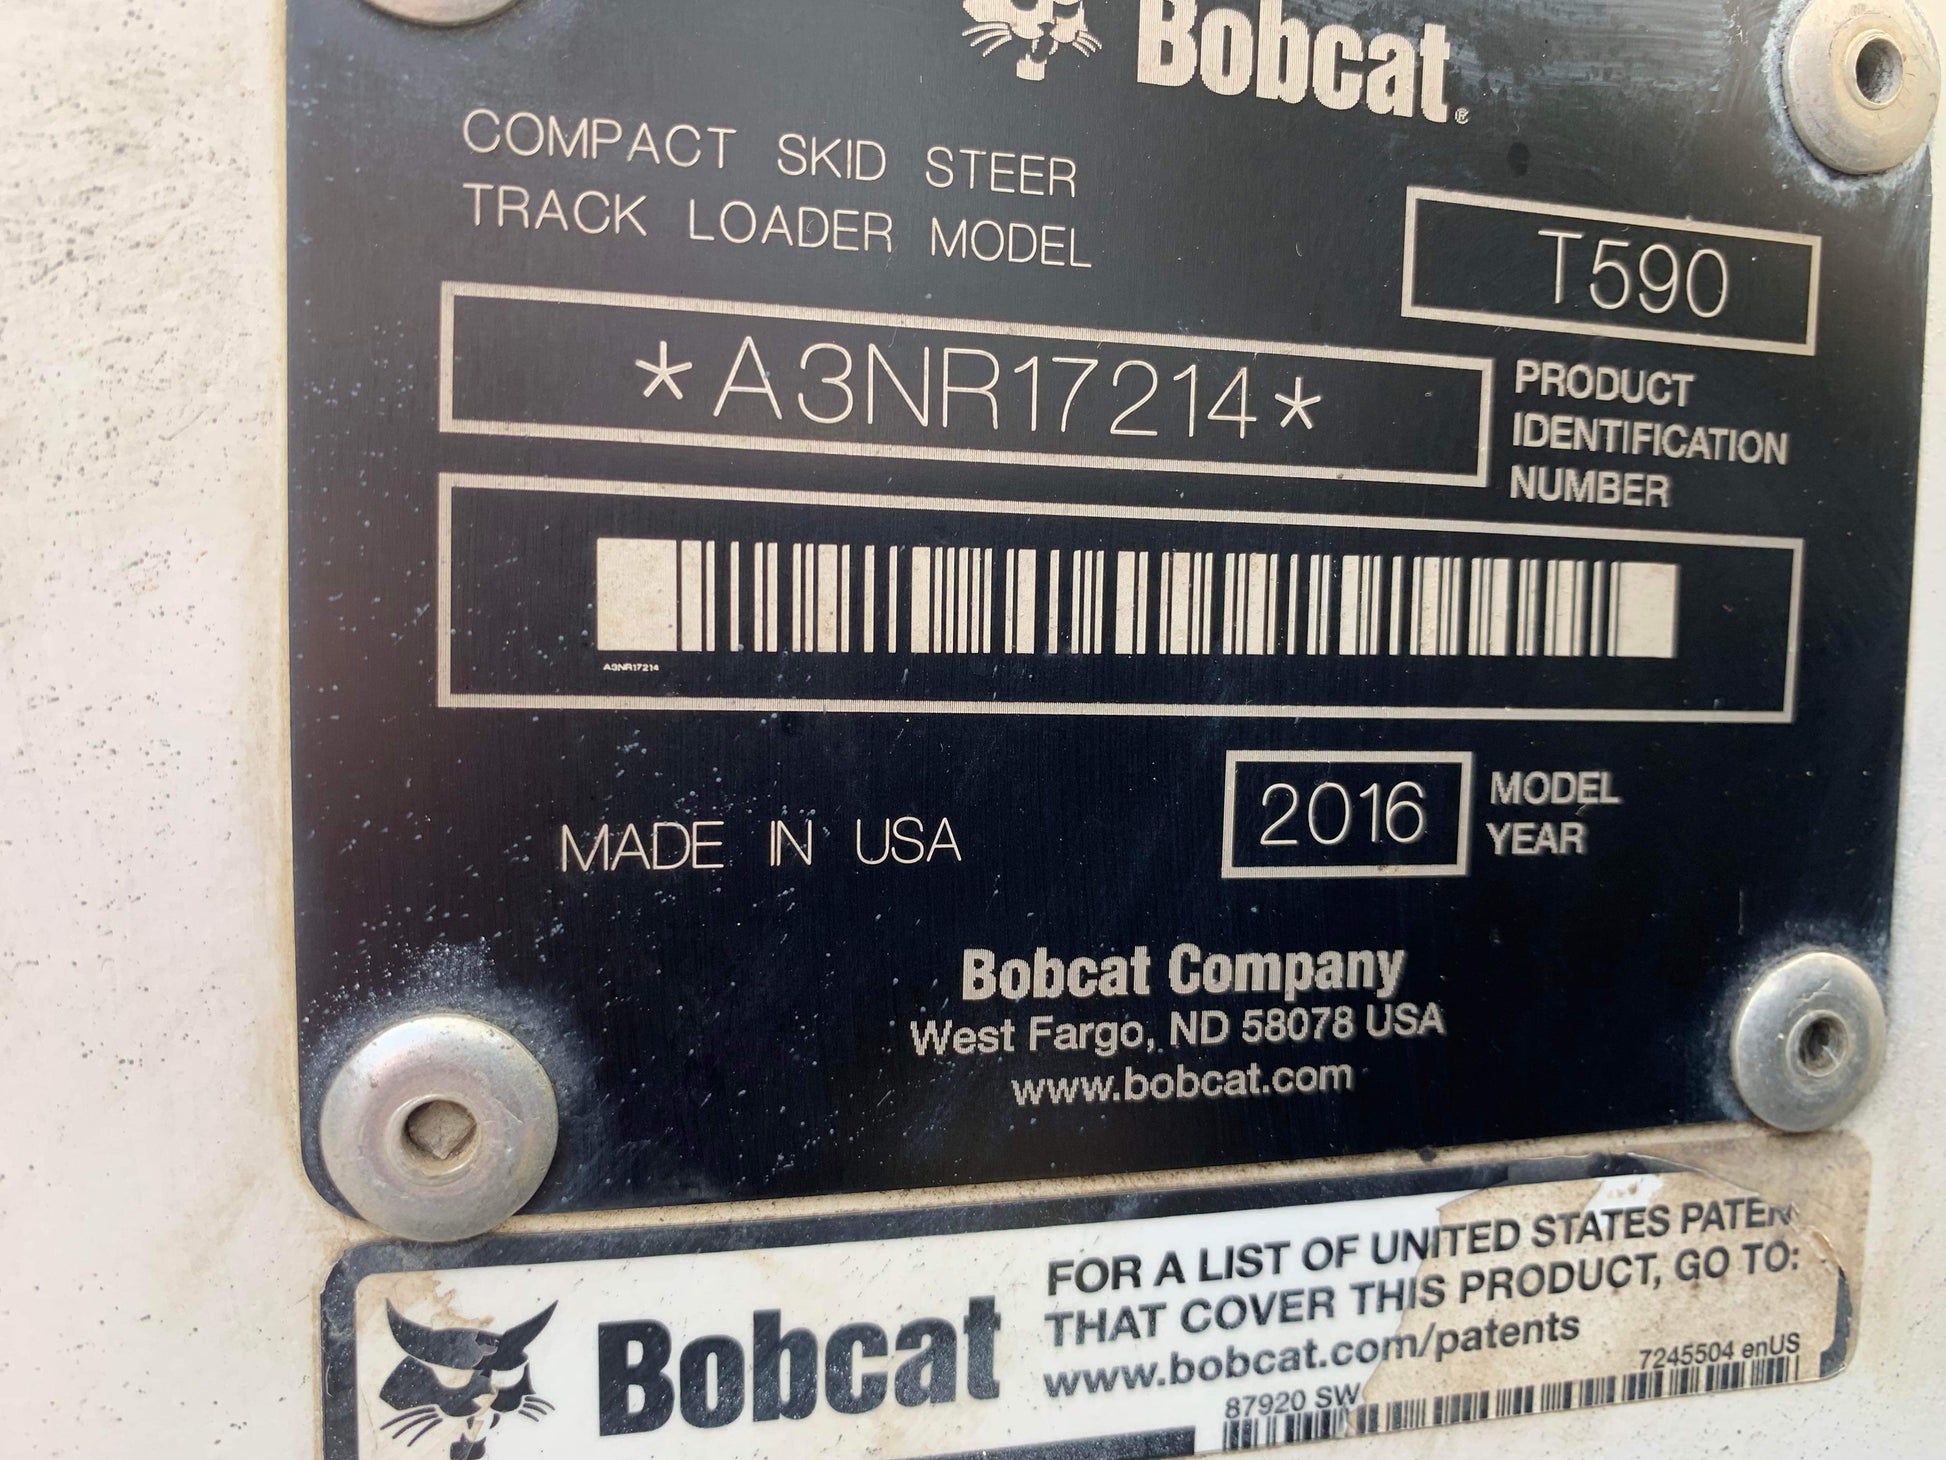 Bobcat®
COMPACT SKID STEER
TRACK LOADER MODEL
T590
*A3NR17214*
PRODUCT
IDENTIFICATION
NUMBER
A3NR17214
MADE IN USA
2016
MODEL
YEAR
Bobcat Company
West Fargo, ND 58078 USA
www.bobcat.com
Bobcat
FOR A LIST OF UNITED STATES PATEN
THAT COVER THIS PRODUCT, GO TO:
www.bobcat.com/patents
7245504 enUS
87920 SW